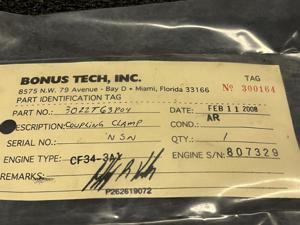 BONUS TECH, INC.
8575 N.W. 79 Avenue - Bay D • Miami, Florida 33166
TAG
PART IDENTIFICATION TAG
Nº 300164
PART NO.: 3022T63P04
DATE FEB 11 2008
DESCRIPTION: COUPLING CLAMP
COND.: AR
SERIAL NO.: NSN
QTY.: 1
ENGINE TYPE: CF34-3A1
ENGINE S/N: 807329
REMARKS:
P262619072